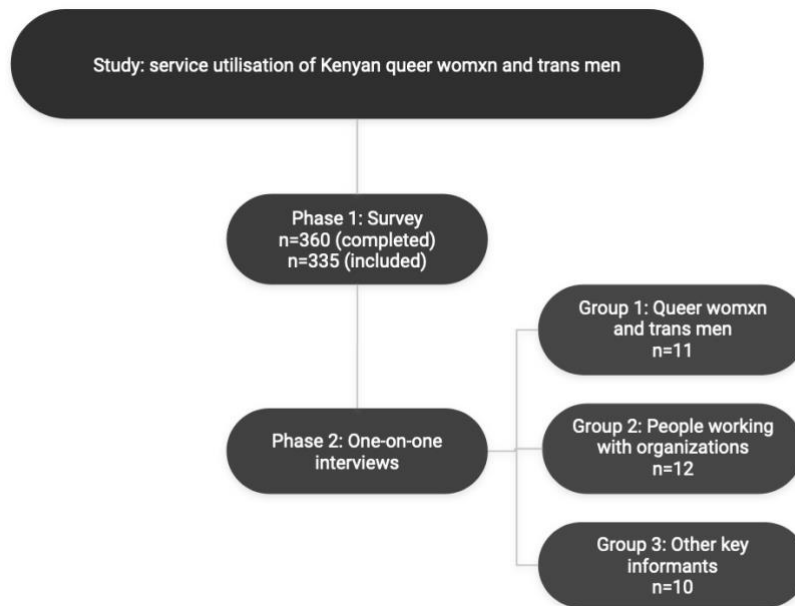 Study: service utilisation of Kenyan queer womxn and trans men
Phase 1: Survey
n=360 (completed)
n=335 (included)
Group 1: Queer womxn
and trans men
n=11
Phase 2: One-on-one
interviews
Group 2: People working
with organizations
n=12
Group 3: Other key
informants
n=10